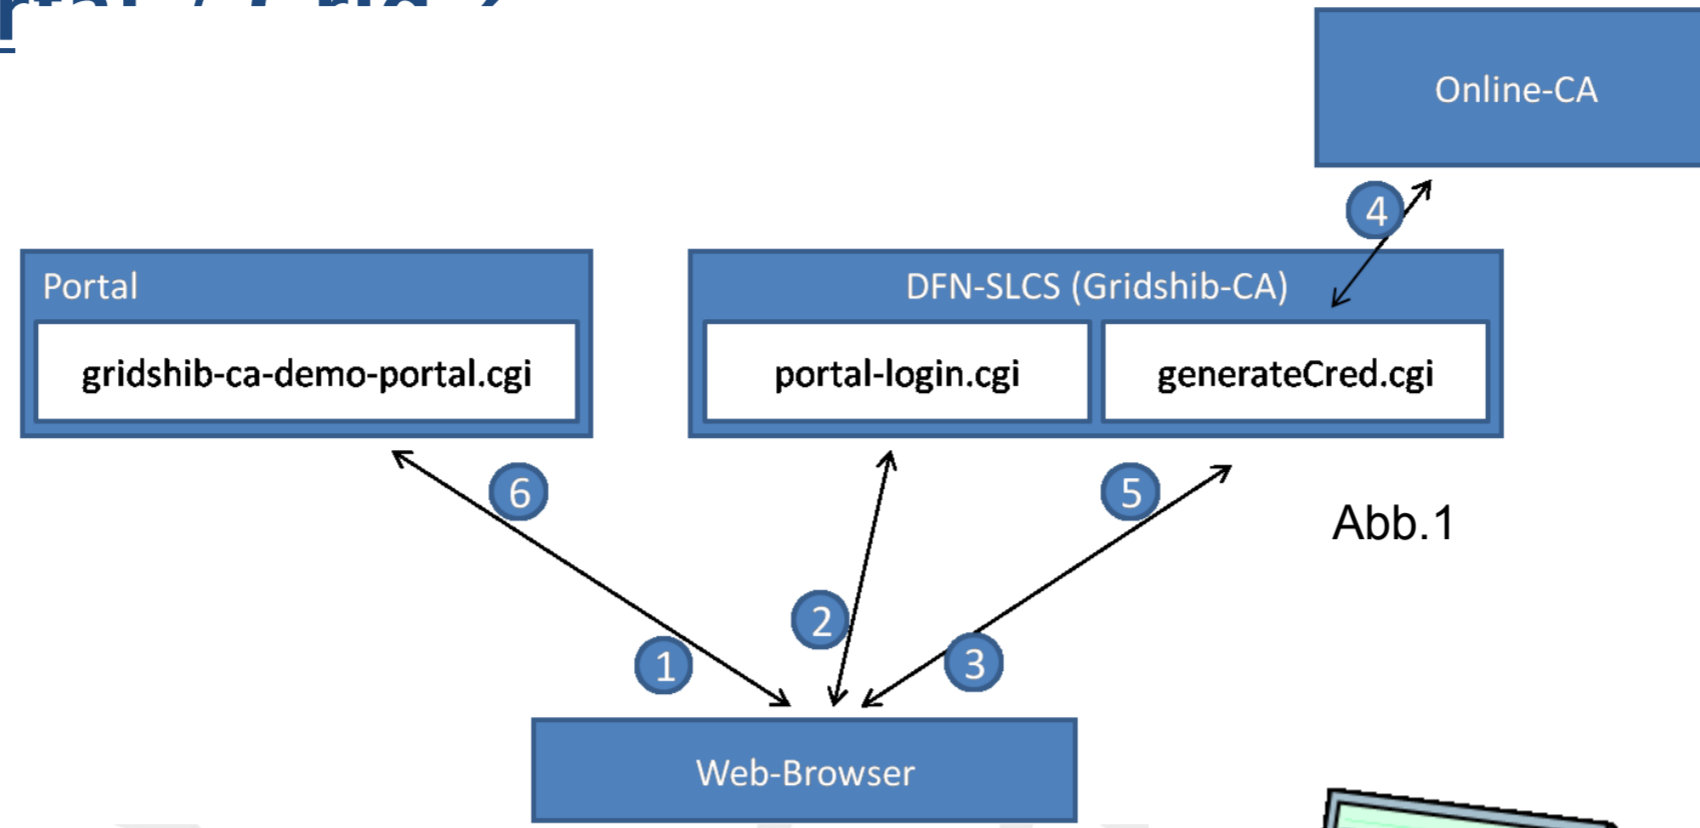 Online-CA
4
Portal
DFN-SLCS (Gridshib-CA)
gridshib-ca-demo-portal.cgi
portal-login.cgi
generateCred.cgi
6
5
Abb.1
2
1
3
Web-Browser